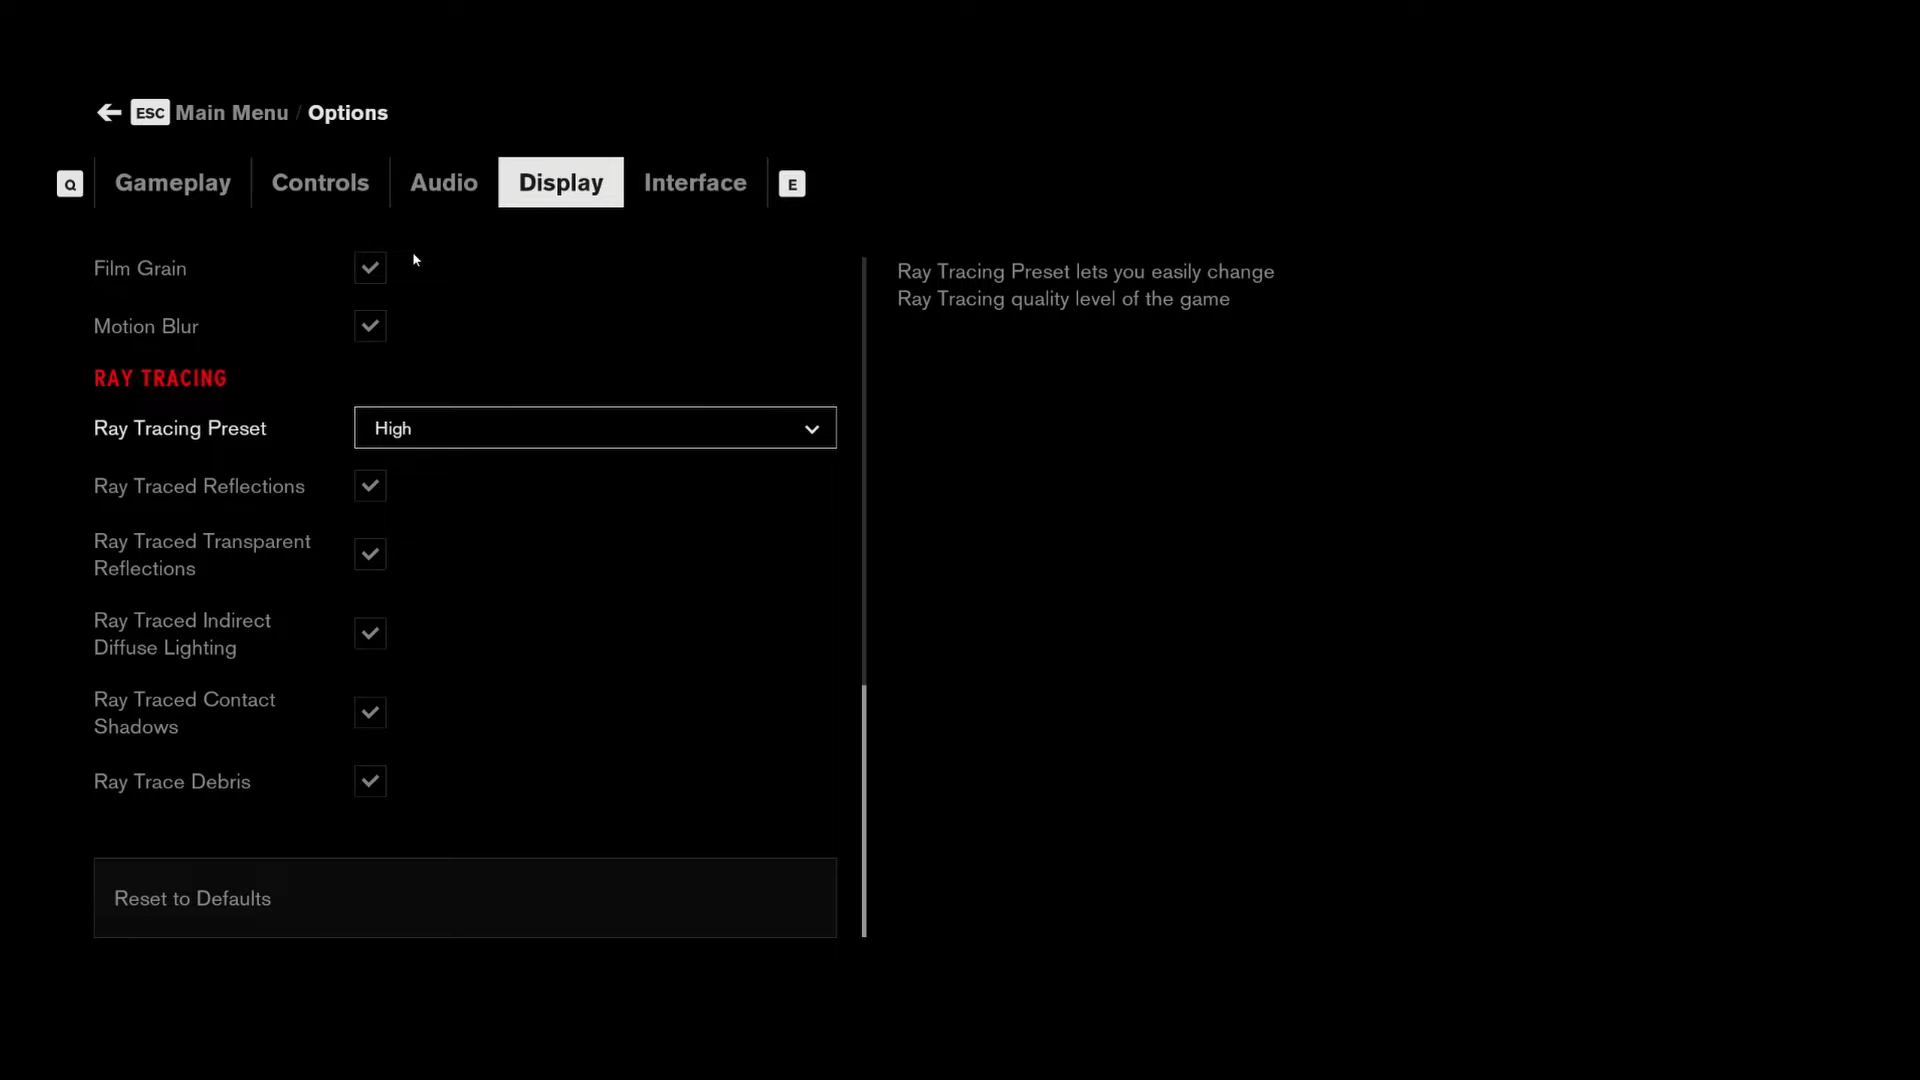 ESC Main Menu / Options
Q Gameplay Controls Audio Display Interface E
Film Grain
Motion Blur
RAY TRACING
Ray Tracing Preset High
Ray Traced Reflections
Ray Traced Transparent
Reflections
Ray Traced Indirect
Diffuse Lighting
Ray Traced Contact
Shadows
Ray Trace Debris
Reset to Defaults
Ray Tracing Preset lets you easily change
Ray Tracing quality level of the game